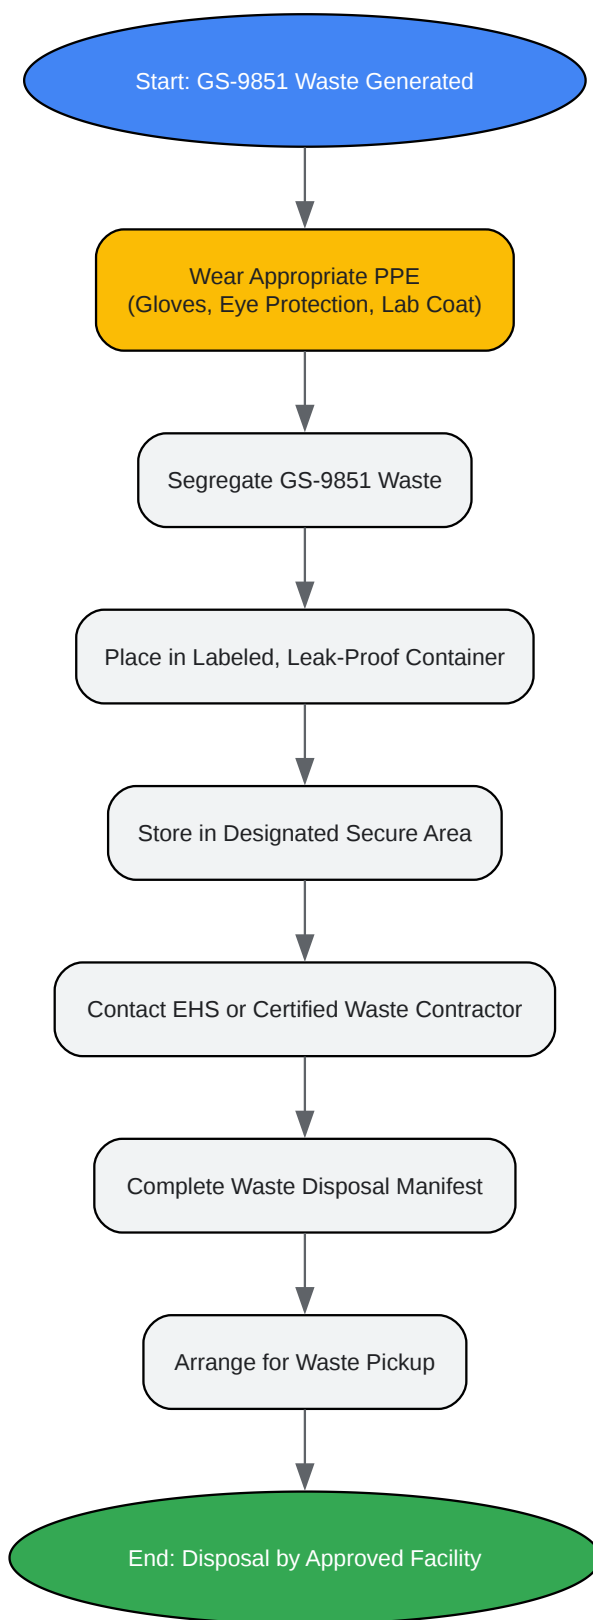 Start: GS-9851 Waste Generated
Wear Appropriate PPE
(Gloves, Eye Protection, Lab Coat)
Segregate GS-9851 Waste
Place in Labeled, Leak-Proof Container
Store in Designated Secure Area
Contact EHS or Certified Waste Contractor
Complete Waste Disposal Manifest
Arrange for Waste Pickup
End: Disposal by Approved Facility